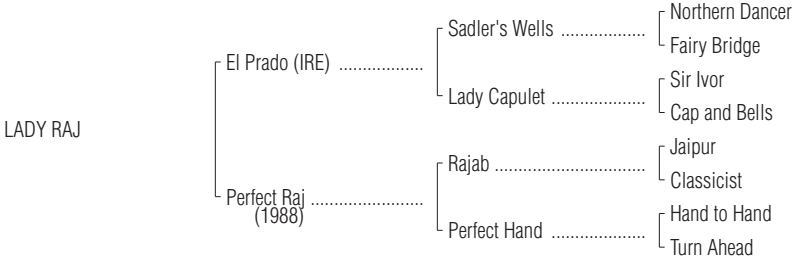 Northern Dancer
Sadler's Wells ..................
Fairy Bridge
El Prado (IRE) ..................
Sir Ivor
Lady Capulet ....................
Cap and Bells
LADY RAJ
Jaipur
Rajab ................................
Classicist
Perfect Raj ........................
(1988)
Hand to Hand
Perfect Hand ....................
Turn Ahead